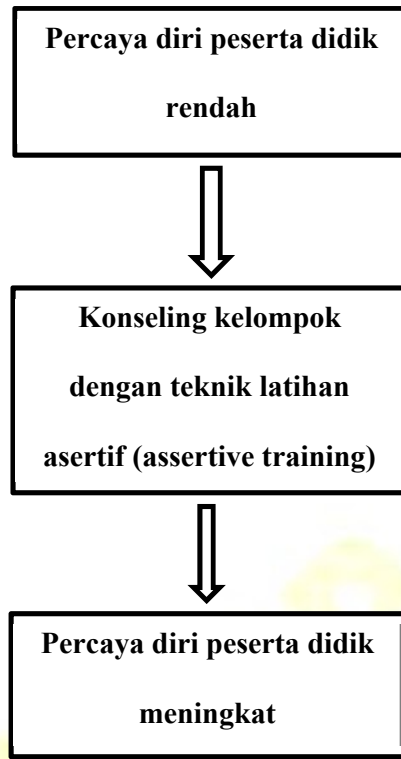 Percaya diri peserta didik
rendah
Konseling kelompok
dengan teknik latihan
asertif (assertive training)
Percaya diri peserta didik
meningkat